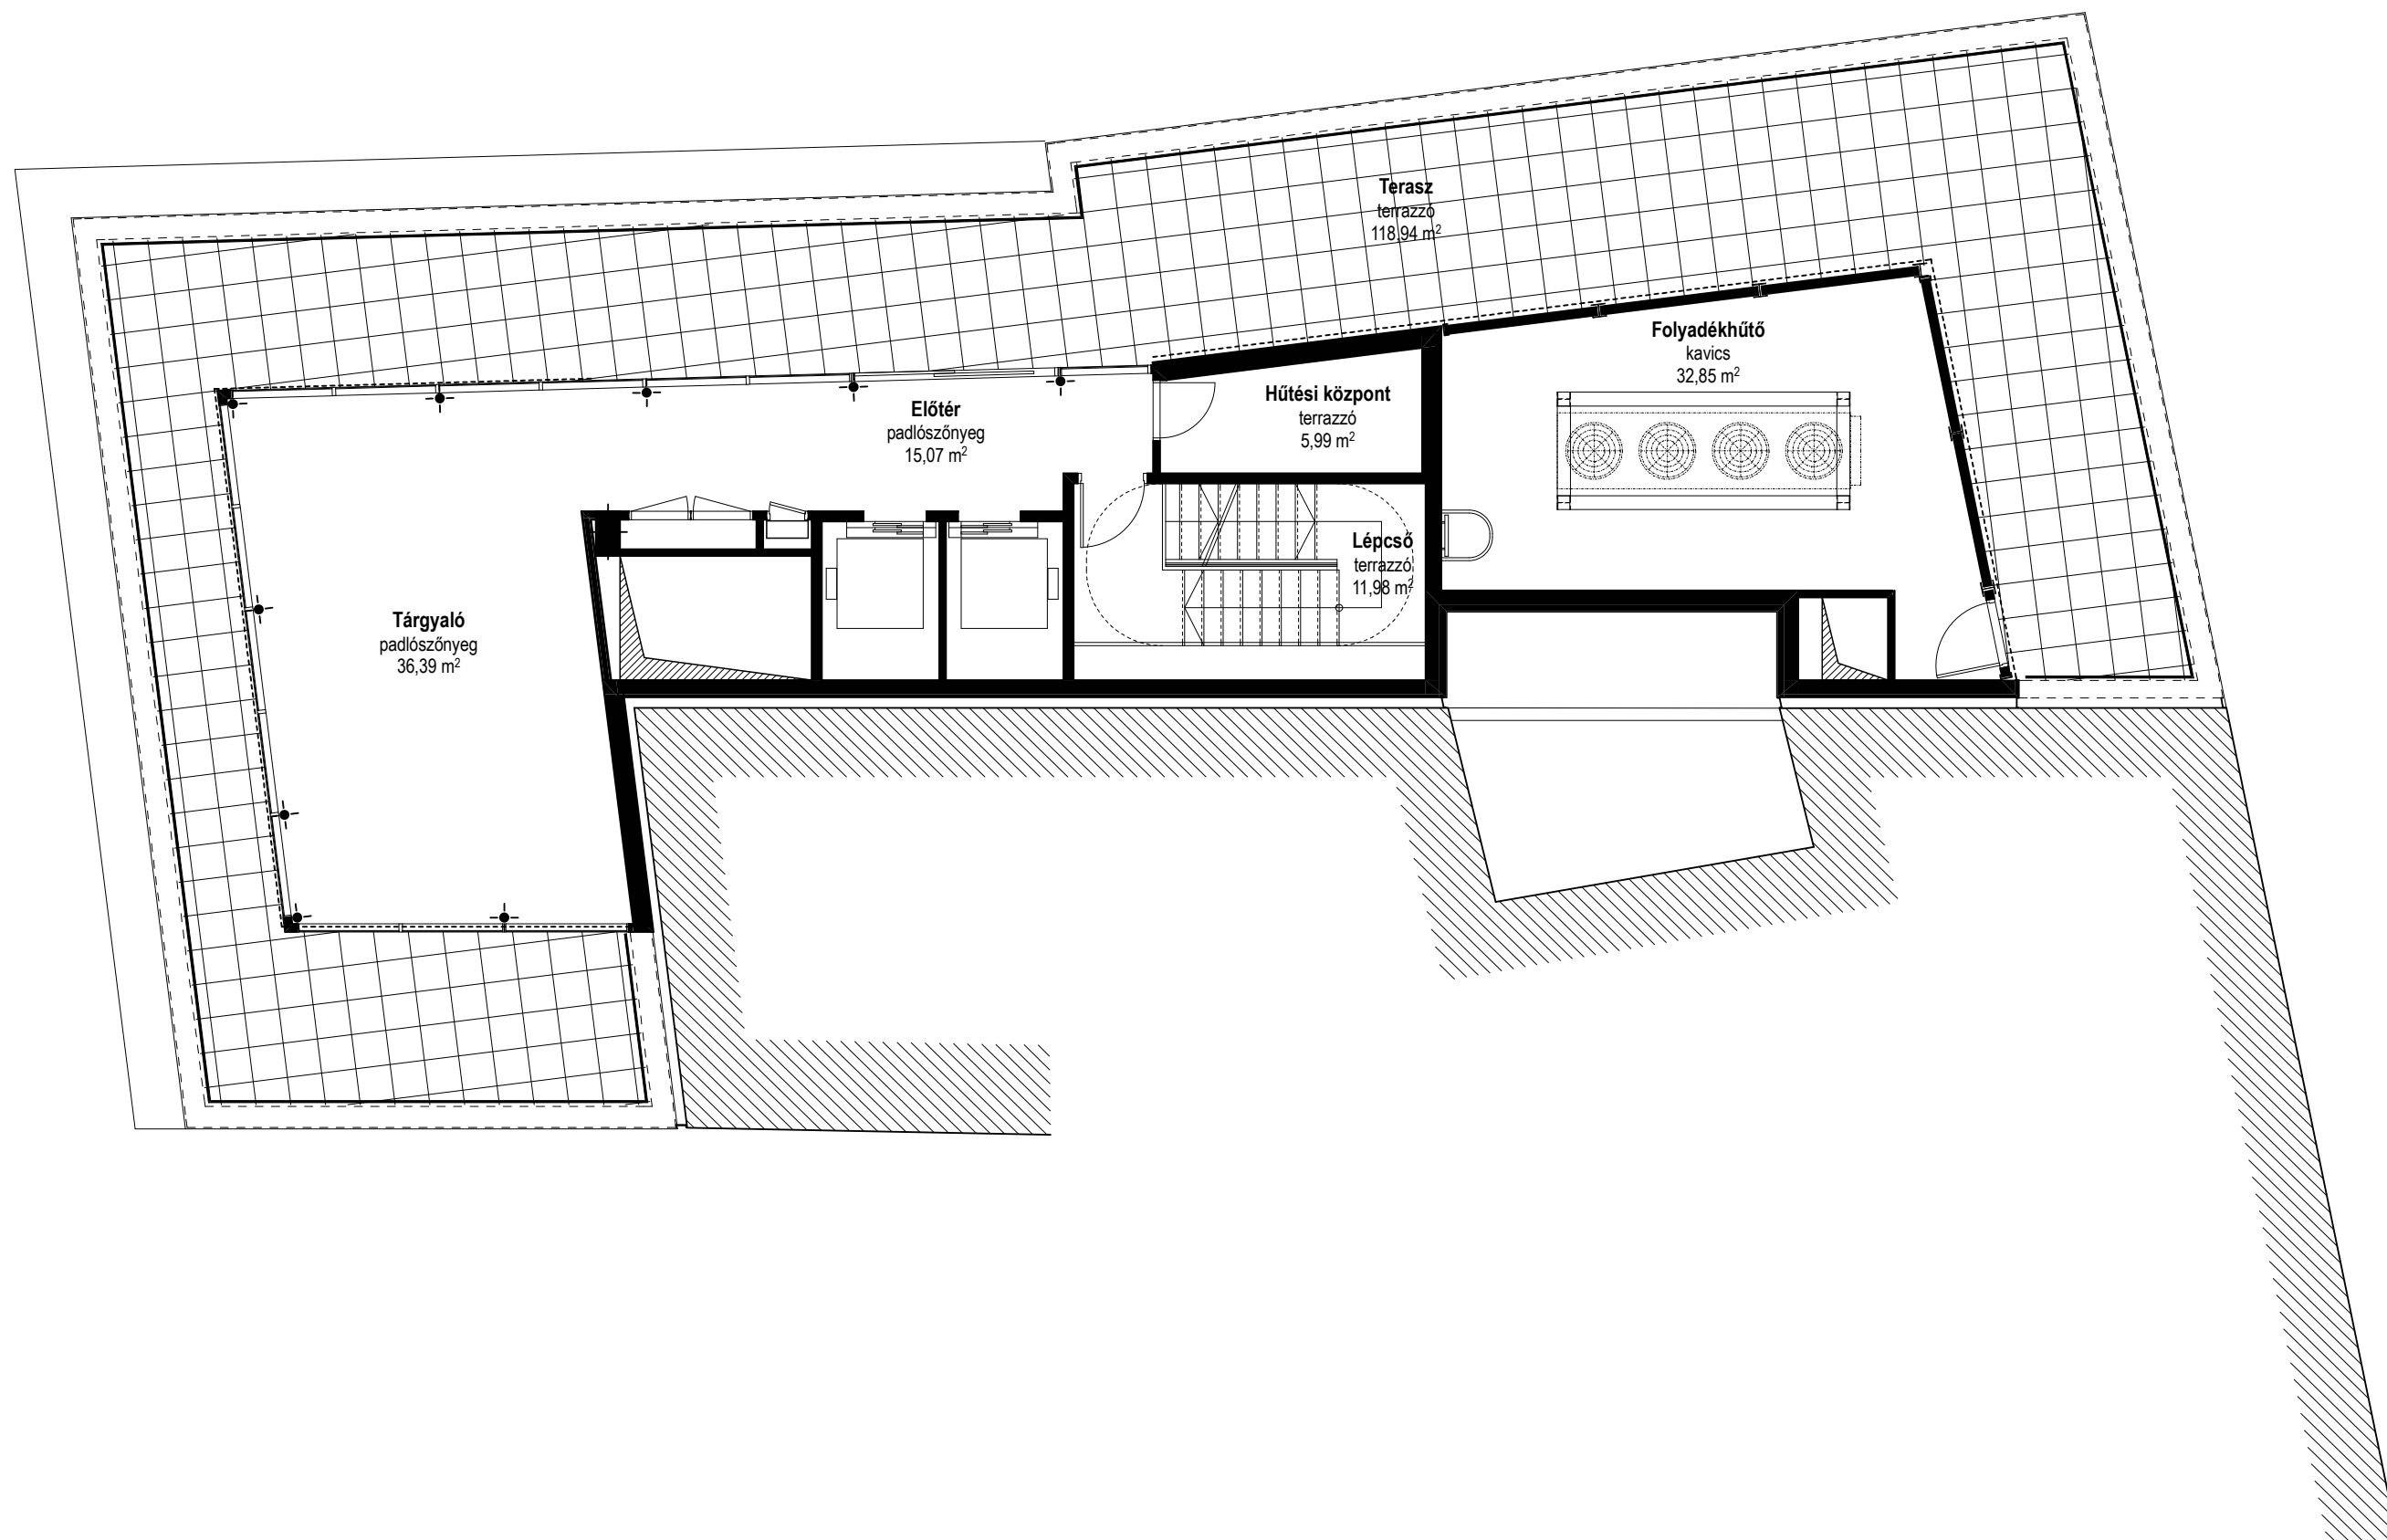 Terasz
terrazzó
118,94 m²
Folyadékhűtő
kavics
32,85 m²
Hűtési központ
terrazzó
5,99 m²
Előtér
padlószőnyeg
15,07 m²
Lépcső
terrazzó
11,98 m²
Tárgyaló
padlószőnyeg
36,39 m²